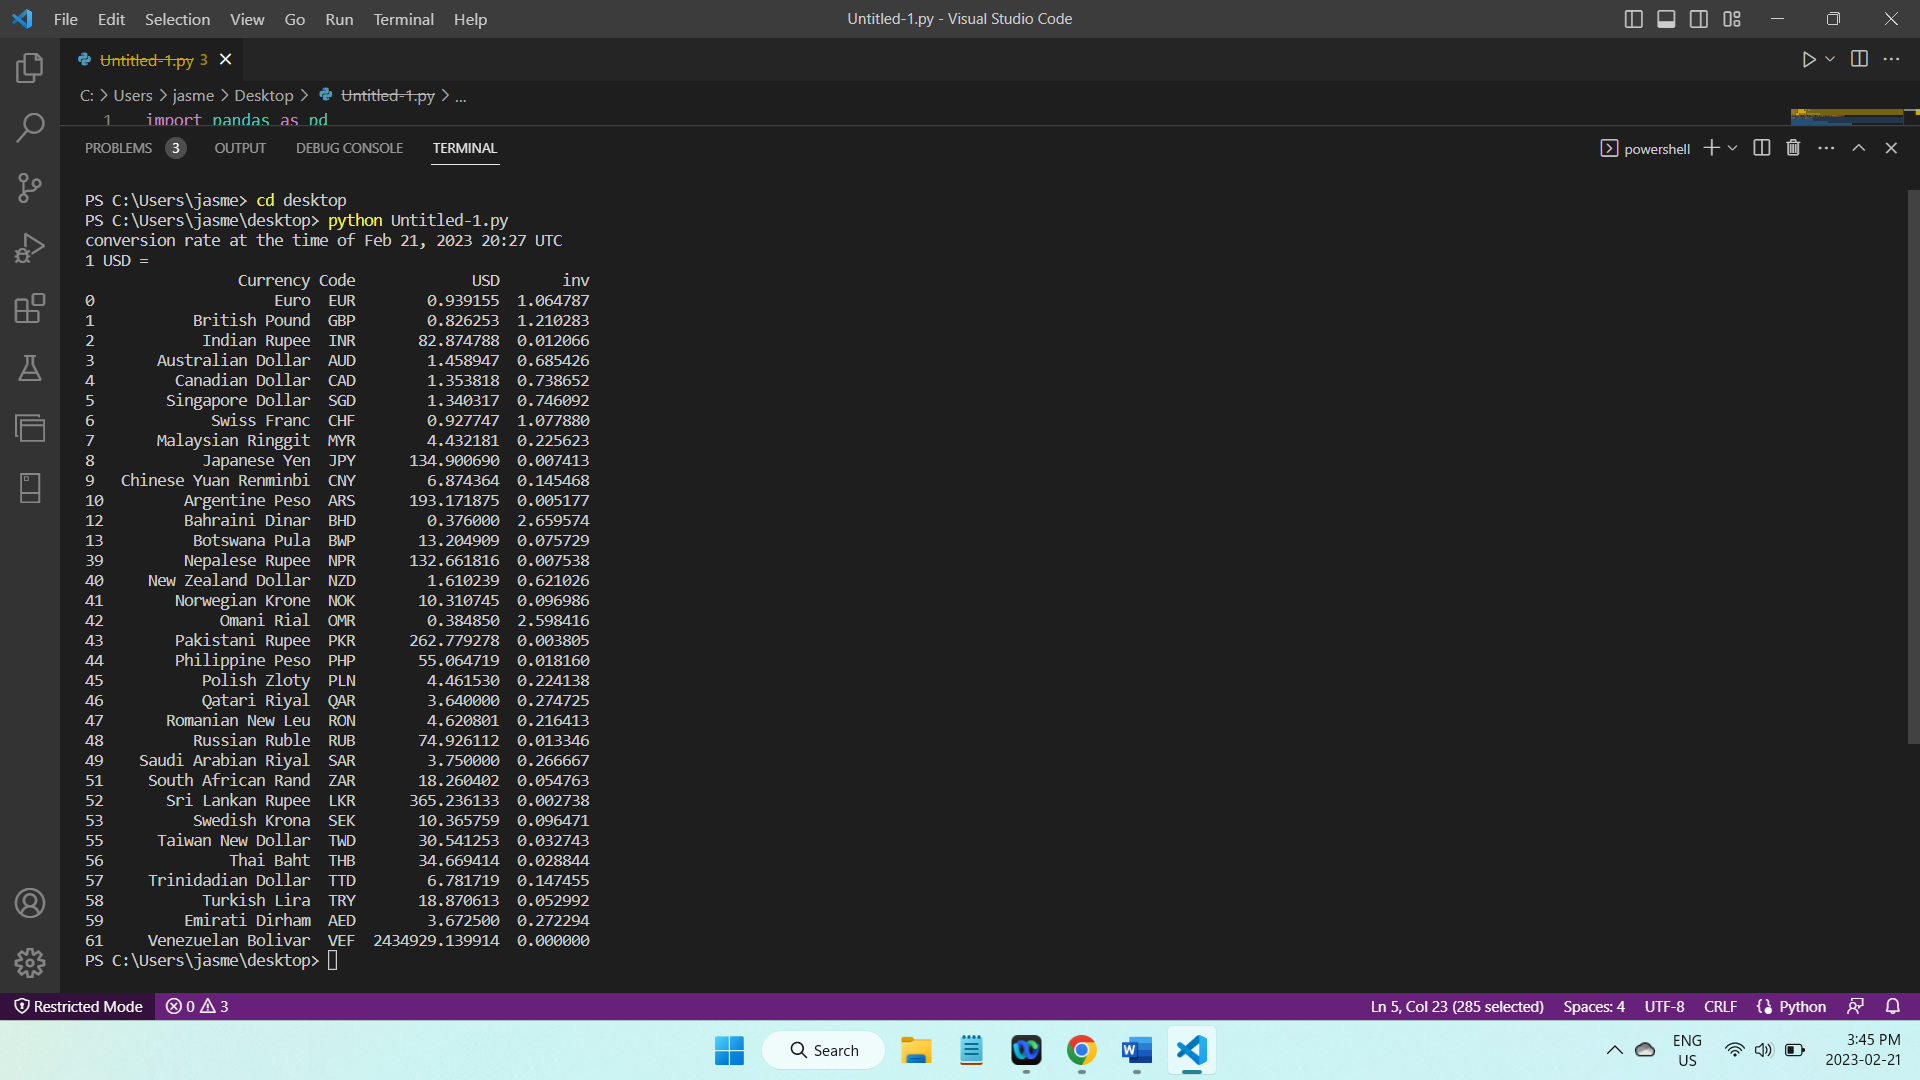 File Edit Selection View Go Run Terminal Help
Untitled-1.py - Visual Studio Code
Untitled-1.py 3
C: > Users > jasme > Desktop > Untitled-1.py > ...
1 import pandas as pd
PROBLEMS 3 OUTPUT DEBUG CONSOLE TERMINAL
powershell
PS C:\Users\jasme> cd desktop
PS C:\Users\jasme\desktop> python Untitled-1.py
conversion rate at the time of Feb 21, 2023 20:27 UTC
1 USD =
Currency Code USD inv
0 Euro EUR 0.939155 1.064787
1 British Pound GBP 0.826253 1.210283
2 Indian Rupee INR 82.874788 0.012066
3 Australian Dollar AUD 1.458947 0.685426
4 Canadian Dollar CAD 1.353818 0.738652
5 Singapore Dollar SGD 1.340317 0.746092
6 Swiss Franc CHF 0.927747 1.077880
7 Malaysian Ringgit MYR 4.432181 0.225623
8 Japanese Yen JPY 134.900690 0.007413
9 Chinese Yuan Renminbi CNY 6.874364 0.145468
10 Argentine Peso ARS 193.171875 0.005177
12 Bahraini Dinar BHD 0.376000 2.659574
13 Botswana Pula BWP 13.204909 0.075729
39 Nepalese Rupee NPR 132.661816 0.007538
40 New Zealand Dollar NZD 1.610239 0.621026
41 Norwegian Krone NOK 10.310745 0.096986
42 Omani Rial OMR 0.384850 2.598416
43 Pakistani Rupee PKR 262.779278 0.003805
44 Philippine Peso PHP 55.064719 0.018160
45 Polish Zloty PLN 4.461530 0.224138
46 Qatari Riyal QAR 3.640000 0.274725
47 Romanian New Leu RON 4.620801 0.216413
48 Russian Ruble RUB 74.926112 0.013346
49 Saudi Arabian Riyal SAR 3.750000 0.266667
51 South African Rand ZAR 18.260402 0.054763
52 Sri Lankan Rupee LKR 365.236133 0.002738
53 Swedish Krona SEK 10.365759 0.096471
55 Taiwan New Dollar TWD 30.541253 0.032743
56 Thai Baht THB 34.669414 0.028844
57 Trinidadian Dollar TTD 6.781719 0.147455
58 Turkish Lira TRY 18.870613 0.052992
59 Emirati Dirham AED 3.672500 0.272294
61 Venezuelan Bolivar VEF 2434929.139914 0.000000
PS C:\Users\jasme\desktop>
Restricted Mode 0 3
Ln 5, Col 23 (285 selected) Spaces: 4 UTF-8 CRLF Python
Search
ENG
US
3:45 PM
2023-02-21